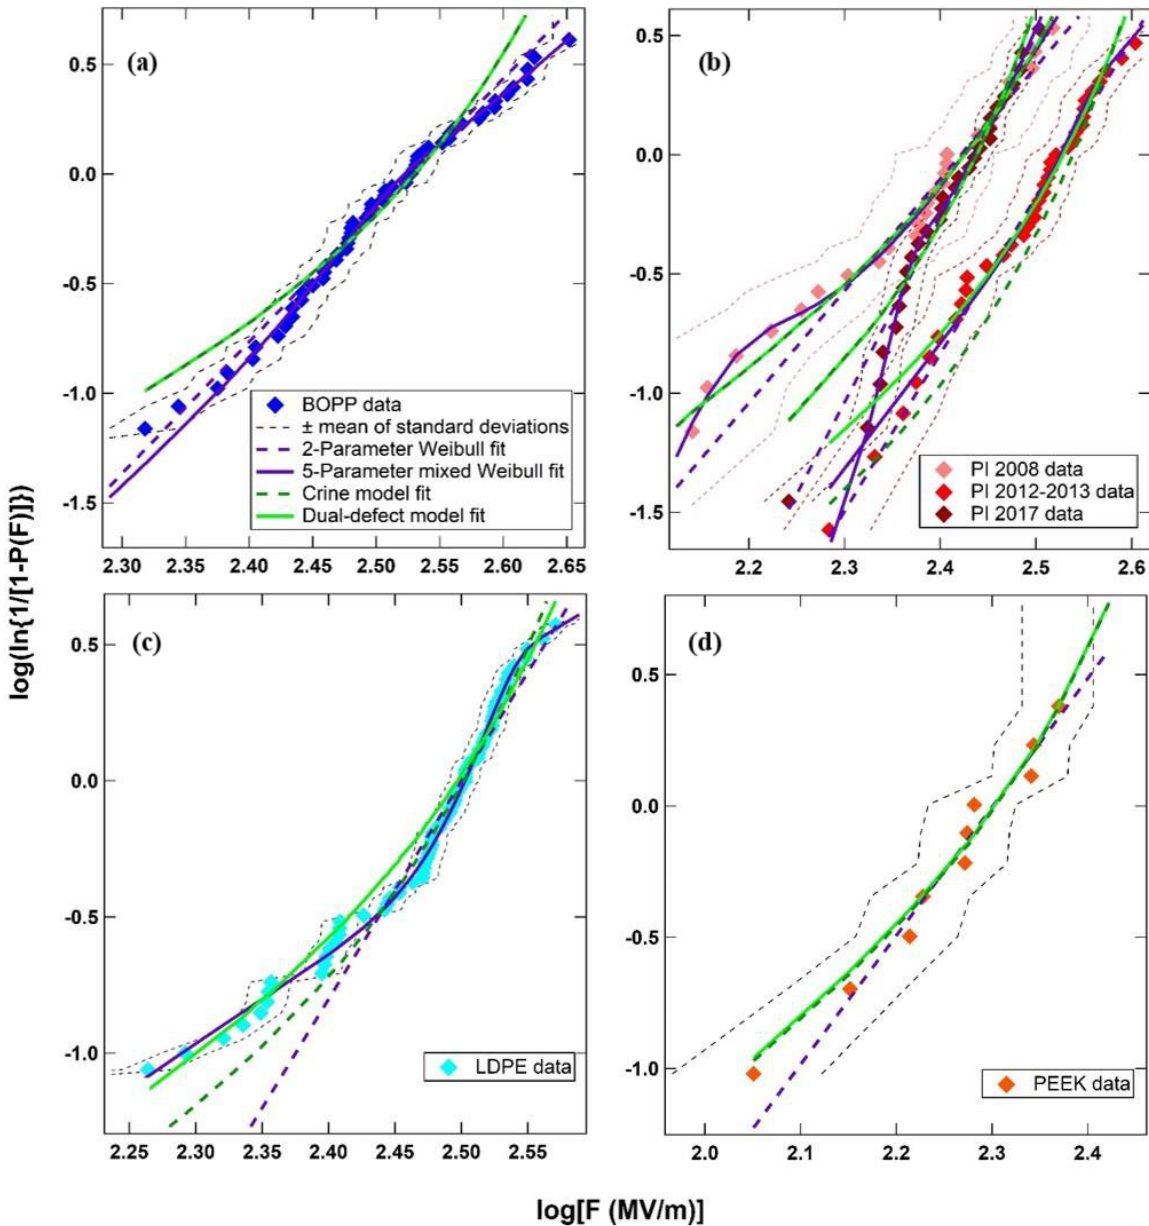 (a)
0.5
0.0
-0.5
-1.0
-1.5
BOPP data
± mean of standard deviations
2-Parameter Weibull fit
5-Parameter mixed Weibull fit
Crine model fit
Dual-defect model fit
2.30 2.35 2.40 2.45 2.50 2.55 2.60 2.65
(b)
0.5
0.0
-0.5
-1.0
-1.5
PI 2008 data
PI 2012-2013 data
PI 2017 data
2.2 2.3 2.4 2.5 2.6
log(ln{1/[1-P(F)]})
(c)
0.5
0.0
-0.5
-1.0
LDPE data
2.25 2.30 2.35 2.40 2.45 2.50 2.55
(d)
0.5
0.0
-0.5
-1.0
PEEK data
2.0 2.1 2.2 2.3 2.4
log[F (MV/m)]